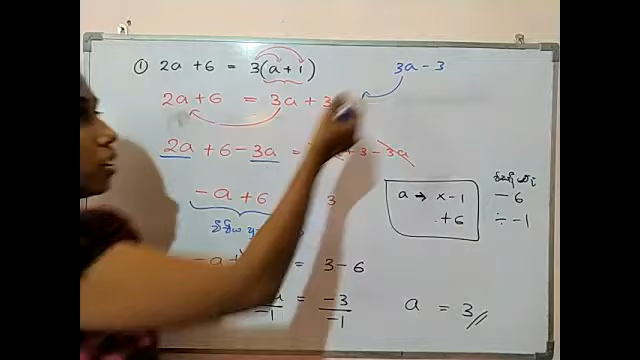 ① 2a + 6 = 3(a + 1)
3a - 3
2a + 6 = 3a + 3
2a + 6 - 3a = + 3 - 3a
-a + 6 3
a → × -1
+6
- 6
÷ -1
-a + = 3 - 6
= -3
-1 -1
a = 3